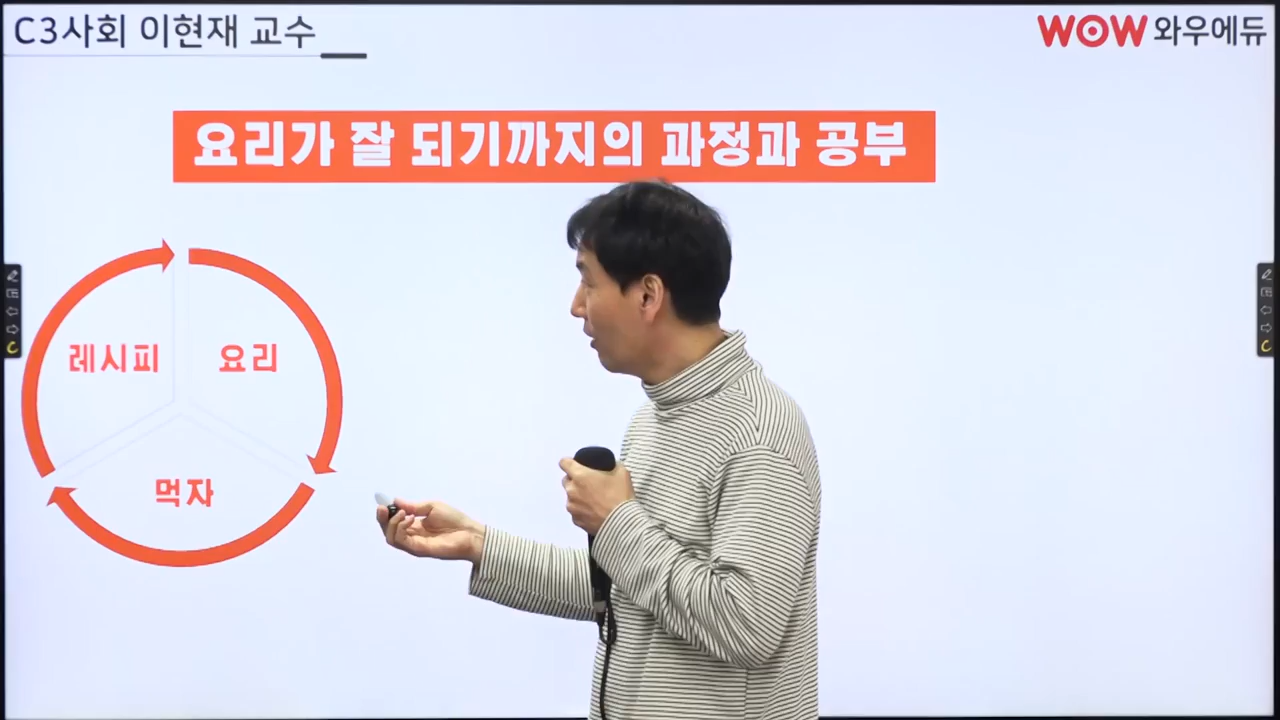 C3사회 이현재 교수
WOW 와우에듀
요리가 잘 되기까지의 과정과 공부
레시피
요리
먹자